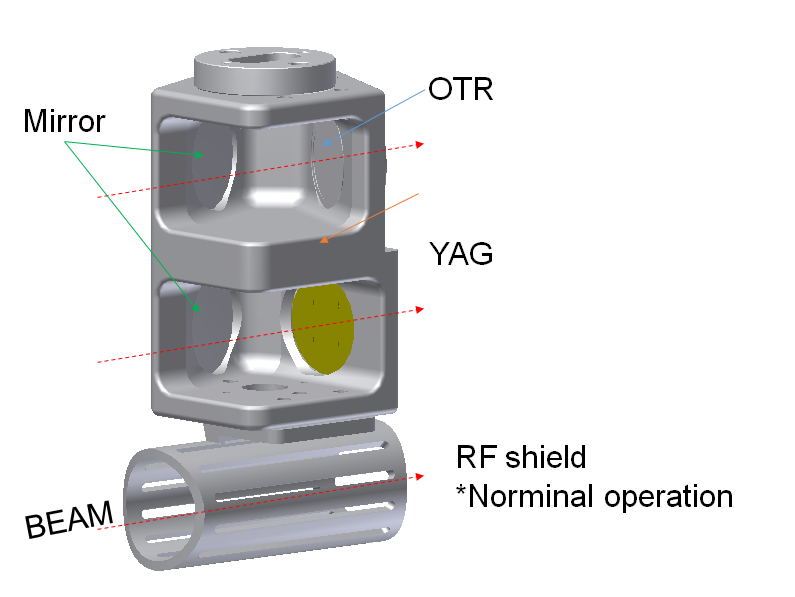 OTR
Mirror
YAG
RF shield
*Norminal operation
BEAM